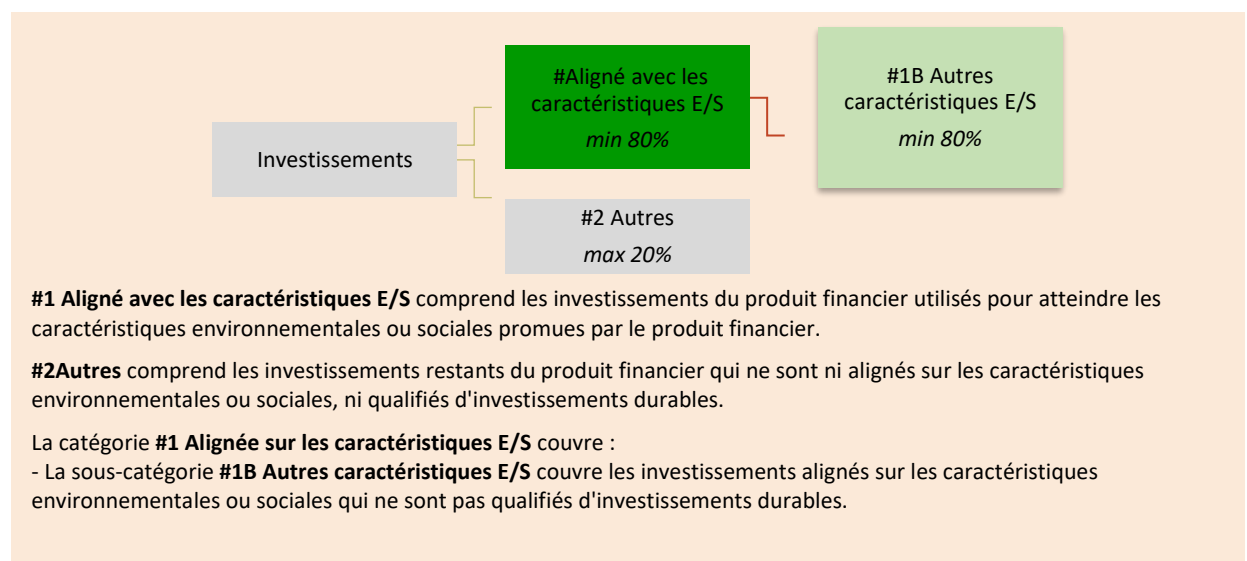 #Aligné avec les
caractéristiques E/S
min 80%
#1B Autres
caractéristiques E/S
min 80%
Investissements
#2 Autres
max 20%
#1 Aligné avec les caractéristiques E/S comprend les investissements du produit financier utilisés pour atteindre les
caractéristiques environnementales ou sociales promues par le produit financier.
#2Autres comprend les investissements restants du produit financier qui ne sont ni alignés sur les caractéristiques
environnementales ou sociales, ni qualifiés d'investissements durables.
La catégorie #1 Alignée sur les caractéristiques E/S couvre :
- La sous-catégorie #1B Autres caractéristiques E/S couvre les investissements alignés sur les caractéristiques
environnementales ou sociales qui ne sont pas qualifiés d'investissements durables.